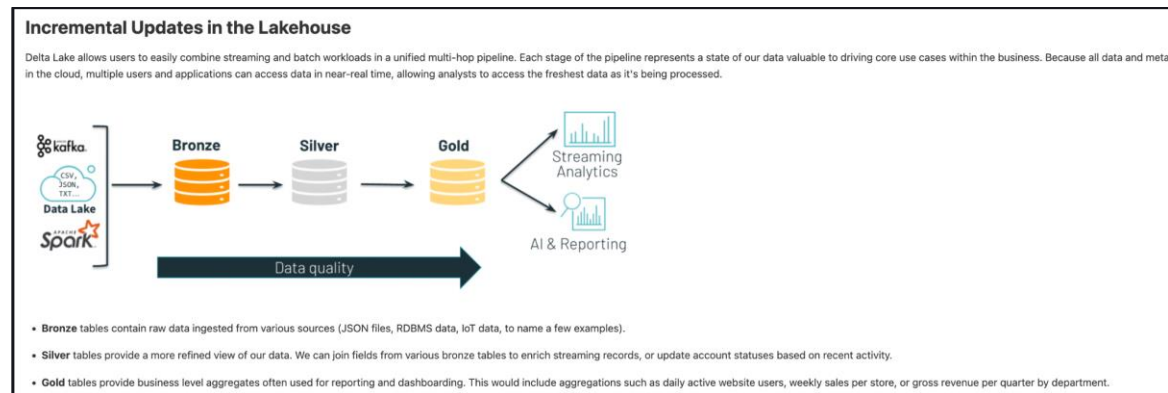 Incremental Updates in the Lakehouse
Delta Lake allows users to easily combine streaming and batch workloads in a unified multi-hop pipeline. Each stage of the pipeline represents a state of our data valuable to driving core use cases within the business. Because all data and meta
in the cloud, multiple users and applications can access data in near-real time, allowing analysts to access the freshest data as it's being processed.
kafka
CSV,
JSON,
TXT...
Data Lake
APACHE
Spark
Bronze
Silver
Gold
Streaming
Analytics
AI & Reporting
Data quality
• Bronze tables contain raw data ingested from various sources (JSON files, RDBMS data, IoT data, to name a few examples).
• Silver tables provide a more refined view of our data. We can join fields from various bronze tables to enrich streaming records, or update account statuses based on recent activity.
• Gold tables provide business level aggregates often used for reporting and dashboarding. This would include aggregations such as daily active website users, weekly sales per store, or gross revenue per quarter by department.